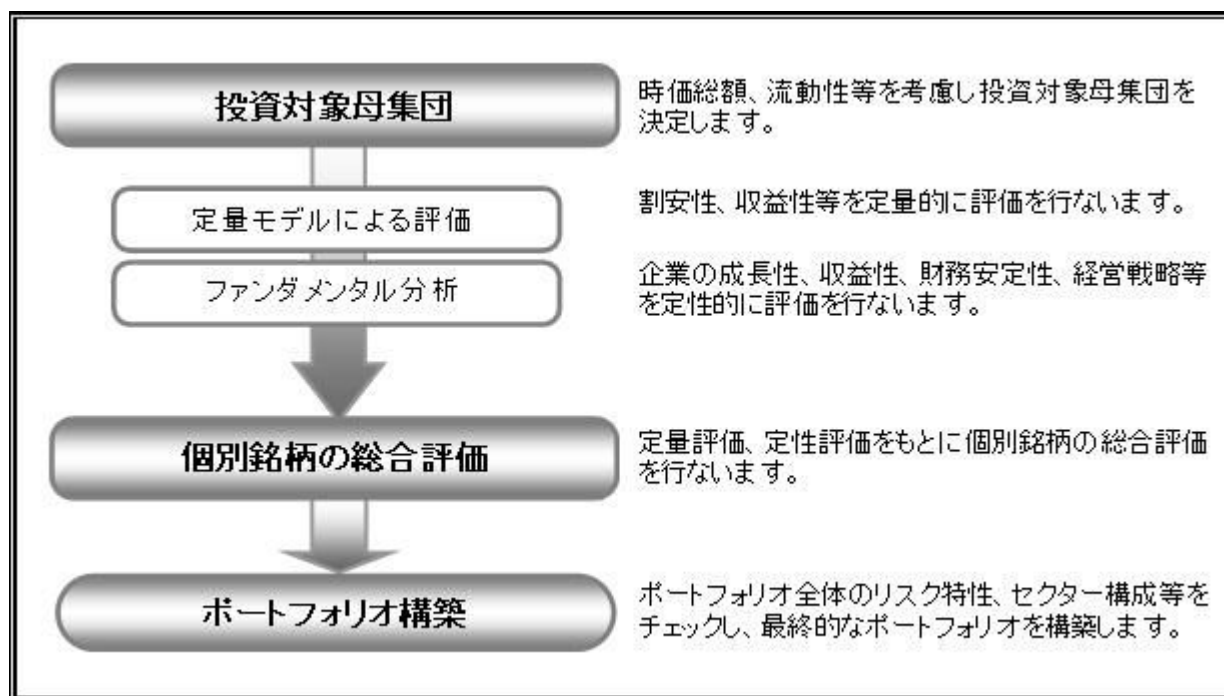 投資対象母集団
時価総額、流動性等を考慮し投資対象母集団を
決定します。
定量モデルによる評価
割安性、収益性等を定量的に評価を行ないます。
ファンダメンタル分析
企業の成長性、収益性、財務安定性、経営戦略等
を定性的に評価を行ないます。
個別銘柄の総合評価
定量評価、定性評価をもとに個別銘柄の総合評価
を行ないます。
ポートフォリオ構築
ポートフォリオ全体のリスク特性、セクター構成等を
チェックし、最終的なポートフォリオを構築します。